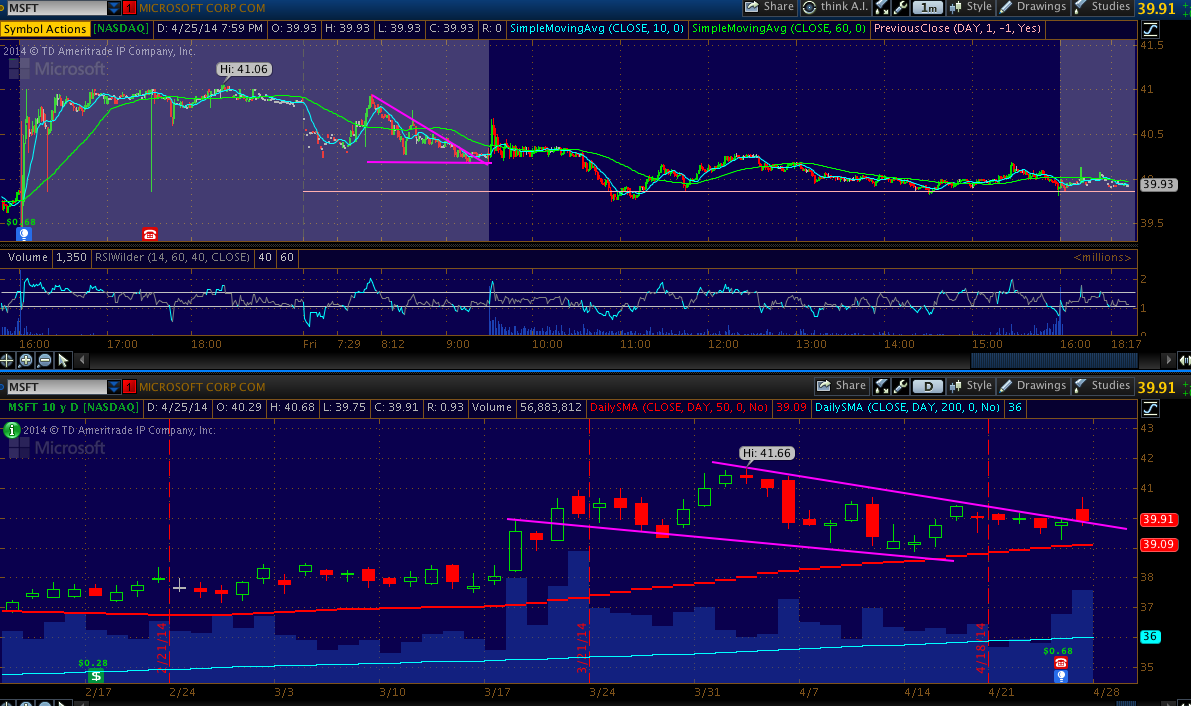 MSFT 1 MICROSOFT CORP COM Share think A.I. 1m Style Drawings Studies 39.91
Symbol Actions [NASDAQ] D: 4/25/14 7:59 PM O: 39.93 H: 39.93 L: 39.93 C: 39.93 R: 0 SimpleMovingAvg (CLOSE, 10, 0) SimpleMovingAvg (CLOSE, 60, 0) PreviousClose (DAY, 1, -1, Yes)
2014 © TD Ameritrade IP Company, Inc.
41.5
Microsoft
Hi: 41.06
41
40.5
40
39.93
39.5
$0.68
Volume 1,350 RSIWilder (14, 60, 40, CLOSE) 40 60 <millions>
2
1
0
16:00 17:00 18:00 Fri 7:29 8:12 9:00 10:00 11:00 12:00 13:00 14:00 15:00 16:00 18:17
MSFT 1 MICROSOFT CORP COM Share D Style Drawings Studies 39.91
MSFT 10 y D [NASDAQ] D: 4/25/14 O: 40.29 H: 40.68 L: 39.75 C: 39.91 R: 0.93 Volume 56,883,812 DailySMA (CLOSE, DAY, 50, 0, No) 39.09 DailySMA (CLOSE, DAY, 200, 0, No) 36
2014 © TD Ameritrade IP Company, Inc.
43
Microsoft
Hi: 41.66
42
41
39.91
39.09
38
37
36
35
2/21/14
3/21/14
4/18/14
$0.28
$
$0.68
2/17 2/24 3/3 3/10 3/17 3/24 3/31 4/7 4/14 4/21 4/28